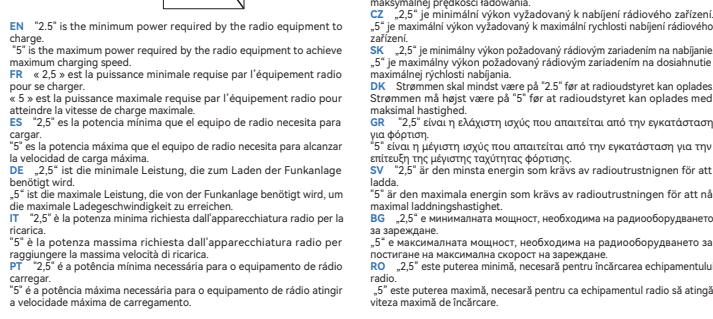 EN "2.5" is the minimum power required by the radio equipment to
charge.
"5" is the maximum power required by the radio equipment to achieve
maximum charging speed.
FR « 2,5 » est la puissance minimale requise par l'équipement radio
pour se charger.
« 5 » est la puissance maximale requise par l'équipement radio pour
atteindre la vitesse de charge maximale.
ES "2,5" es la potencia mínima que el equipo de radio necesita para
cargar.
"5" es la potencia máxima que el equipo de radio necesita para alcanzar
la velocidad de carga máxima.
DE „2,5“ ist die minimale Leistung, die zum Laden der Funkanlage
benötigt wird.
„5“ ist die maximale Leistung, die von der Funkanlage benötigt wird, um
die maximale Ladegeschwindigkeit zu erreichen.
IT "2,5" è la potenza minima richiesta dall'apparecchiatura radio per la
ricarica.
"5" è la potenza massima richiesta dall'apparecchiatura radio per
raggiungere la massima velocità di ricarica.
PT "2,5" é a potência mínima necessária para o equipamento de rádio
carregar.
"5" é a potência máxima necessária para o equipamento de rádio atingir
a velocidade máxima de carregamento.
maksymalnej prędkości ładowania.
CZ „2,5“ je minimální výkon vyžadovaný k nabíjení rádiového zařízení.
„5“ je maximální výkon vyžadovaný k maximální rychlosti nabíjení rádiového
zařízení.
SK „2,5“ je minimálny výkon požadovaný rádiovým zariadením na nabíjanie
„5“ je maximálny výkon požadovaný rádiovým zariadením na dosiahnutie
maximálnej rýchlosti nabíjania.
DK Strømmen skal mindst være på "2.5" før at radioudstyret kan oplades
Strømmen må højst være på "5" før at radioudstyret kan oplades med
maksimal hastighed.
GR "2,5" είναι η ελάχιστη ισχύς που απαιτείται από την εγκατάσταση
για φόρτιση.
"5" είναι η μέγιστη ισχύς που απαιτείται από την εγκατάσταση για την
επίτευξη της μέγιστης ταχύτητας φόρτισης.
SV "2,5" är den minsta energin som krävs av radioutrustnignen för att
ladda.
"5" är den maximala energin som krävs av radioutrustningen för att nå
maximal laddningshastighet.
BG „2,5“ е минималната мощност, необходима на радиооборудването
за зареждане.
„5“ е максималната мощност, необходима на радиооборудването за
постигане на максимална скорост на зареждане.
RO „2,5” este puterea minimă, necesară pentru încărcarea echipamentului
radio.
„5” este puterea maximă, necesară pentru ca echipamentul radio să atingă
viteza maximă de încărcare.